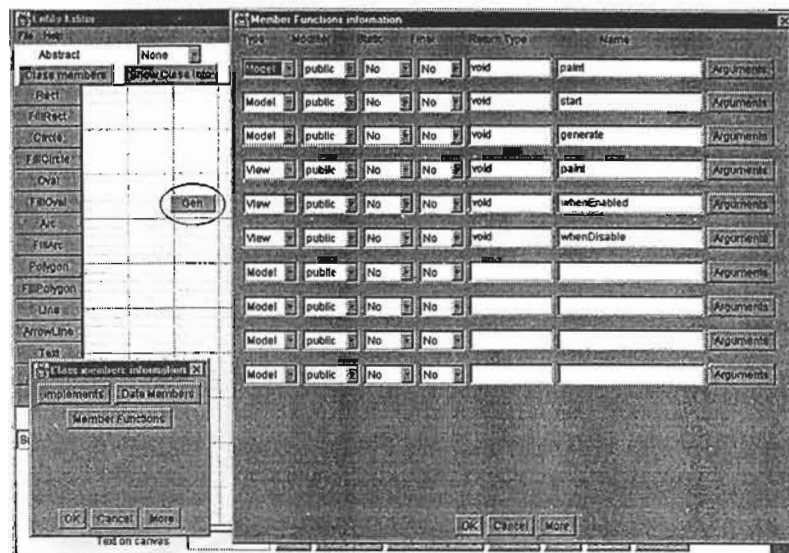 Entity Editor
File Help
Abstract None
Class members Show Class Info
Rect
FillRect
Circle
FillCircle
Oval
FillOval
Arc
FillArc
Polygon
FillPolygon
Line
ArrowLine
Text
Gen
Class members information
Implements Data Members
Member Functions
OK Cancel More
Text on canvas
Member Functions information
Type Modifier Static Final Return Type Name
Model public No No void paint Arguments
Model public No No void start Arguments
Model public No No void generate Arguments
View public No No void paint Arguments
View public No No void whenEnabled Arguments
View public No No void whenDisable Arguments
Model public No No Arguments
Model public No No Arguments
Model public No No Arguments
Model public No No Arguments
OK Cancel More